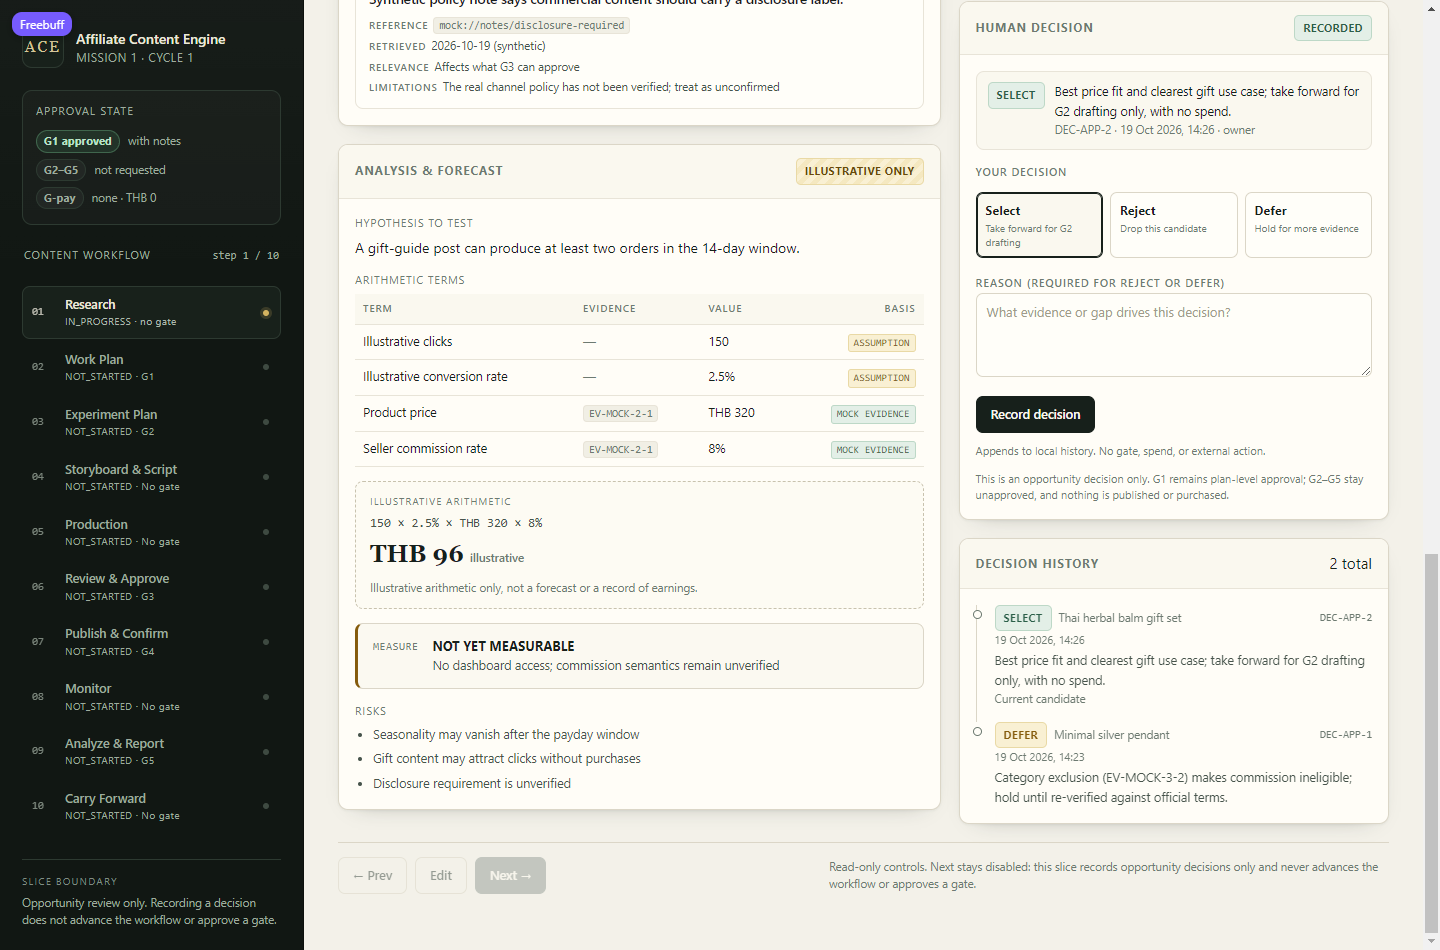 Freebuff
ACE
Affiliate Content Engine
MISSION 1 · CYCLE 1
APPROVAL STATE
G1 approved with notes
G2–G5 not requested
G-pay none · THB 0
CONTENT WORKFLOW step 1 / 10
01 Research
IN_PROGRESS · no gate
02 Work Plan
NOT_STARTED · G1
03 Experiment Plan
NOT_STARTED · G2
04 Storyboard & Script
NOT_STARTED · No gate
05 Production
NOT_STARTED · No gate
06 Review & Approve
NOT_STARTED · G3
07 Publish & Confirm
NOT_STARTED · G4
08 Monitor
NOT_STARTED · No gate
09 Analyze & Report
NOT_STARTED · G5
10 Carry Forward
NOT_STARTED · No gate
SLICE BOUNDARY
Opportunity review only. Recording a decision
does not advance the workflow or approve a gate.
Synthetic policy note says commercial content should carry a disclosure label.
REFERENCE mock://notes/disclosure-required
RETRIEVED 2026-10-19 (synthetic)
RELEVANCE Affects what G3 can approve
LIMITATIONS The real channel policy has not been verified; treat as unconfirmed
ANALYSIS & FORECAST ILLUSTRATIVE ONLY
HYPOTHESIS TO TEST
A gift-guide post can produce at least two orders in the 14-day window.
ARITHMETIC TERMS
TERM EVIDENCE VALUE BASIS
Illustrative clicks — 150 ASSUMPTION
Illustrative conversion rate — 2.5% ASSUMPTION
Product price EV-MOCK-2-1 THB 320 MOCK EVIDENCE
Seller commission rate EV-MOCK-2-1 8% MOCK EVIDENCE
ILLUSTRATIVE ARITHMETIC
150 × 2.5% × THB 320 × 8%
THB 96 illustrative
Illustrative arithmetic only, not a forecast or a record of earnings.
MEASURE NOT YET MEASURABLE
No dashboard access; commission semantics remain unverified
RISKS
• Seasonality may vanish after the payday window
• Gift content may attract clicks without purchases
• Disclosure requirement is unverified
HUMAN DECISION RECORDED
SELECT Best price fit and clearest gift use case; take forward for
G2 drafting only, with no spend.
DEC-APP-2 · 19 Oct 2026, 14:26 · owner
YOUR DECISION
Select
Take forward for G2
drafting
Reject
Drop this candidate
Defer
Hold for more evidence
REASON (REQUIRED FOR REJECT OR DEFER)
What evidence or gap drives this decision?
Record decision
Appends to local history. No gate, spend, or external action.
This is an opportunity decision only. G1 remains plan-level approval; G2–G5 stay
unapproved, and nothing is published or purchased.
DECISION HISTORY 2 total
SELECT Thai herbal balm gift set DEC-APP-2
19 Oct 2026, 14:26
Best price fit and clearest gift use case; take forward for G2 drafting
only, with no spend.
Current candidate
DEFER Minimal silver pendant DEC-APP-1
19 Oct 2026, 14:23
Category exclusion (EV-MOCK-3-2) makes commission ineligible;
hold until re-verified against official terms.
← Prev Edit Next →
Read-only controls. Next stays disabled: this slice records opportunity decisions only and never advances the
workflow or approves a gate.